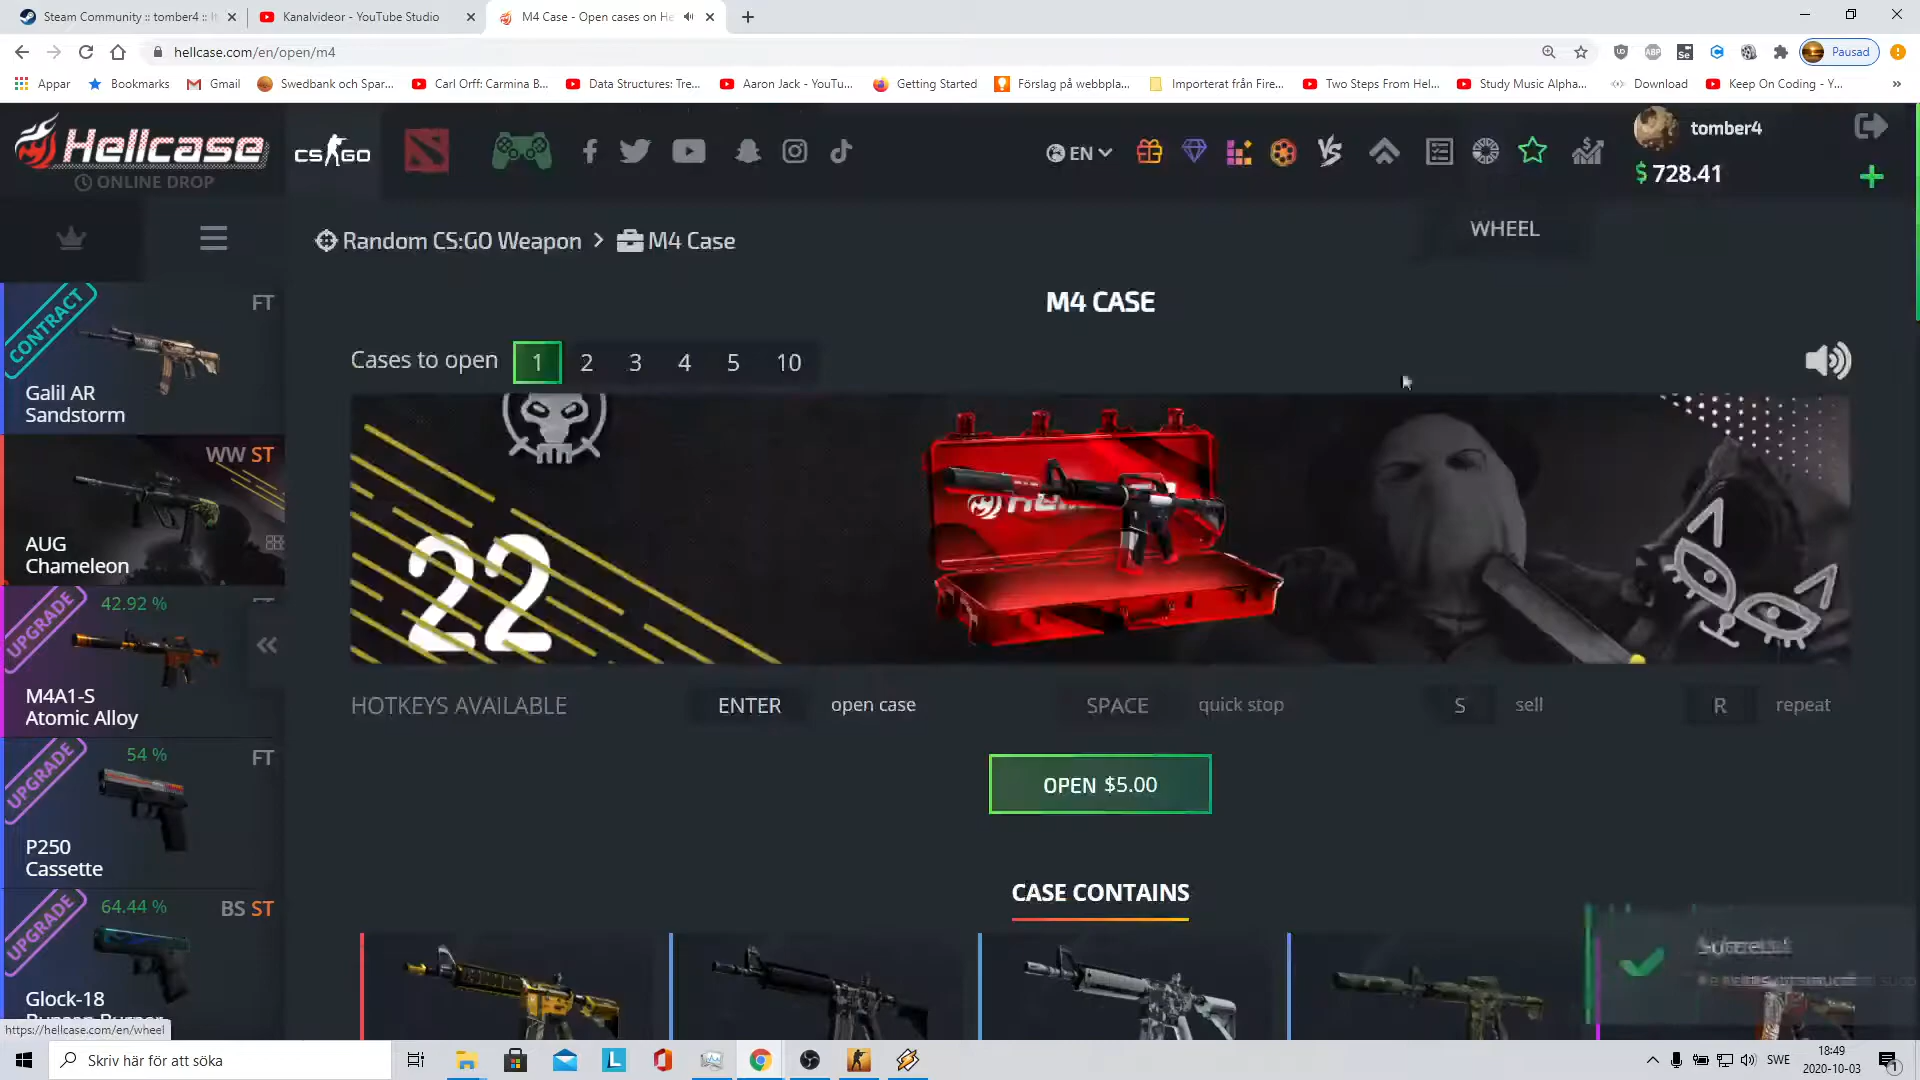 Steam Community :: tomber4 :: It
Kanalvideor - YouTube Studio
M4 Case - Open cases on He
hellcase.com/en/open/m4
Pausad
Appar
Bookmarks
Gmail
Swedbank och Spar...
Carl Orff: Carmina B...
Data Structures: Tre...
Aaron Jack - YouTu...
Getting Started
Förslag på webbpla...
Importerat från Fire...
Two Steps From Hel...
Study Music Alpha...
Download
Keep On Coding - Y...
Hellcase
ONLINE DROP
CS:GO
EN
tomber4
$ 728.41
WHEEL
Random CS:GO Weapon > M4 Case
M4 CASE
Cases to open 1 2 3 4 5 10
22
HOTKEYS AVAILABLE
ENTER open case
SPACE quick stop
S sell
R repeat
OPEN $5.00
CASE CONTAINS
CONTRACT
FT
Galil AR
Sandstorm
WW ST
AUG
Chameleon
UPGRADE
42.92 %
M4A1-S
Atomic Alloy
UPGRADE
54 %
FT
P250
Cassette
UPGRADE
64.44 %
BS ST
Glock-18
Bunsen Burner
https://hellcase.com/en/wheel
Skriv här för att söka
SWE
18:49
2020-10-03